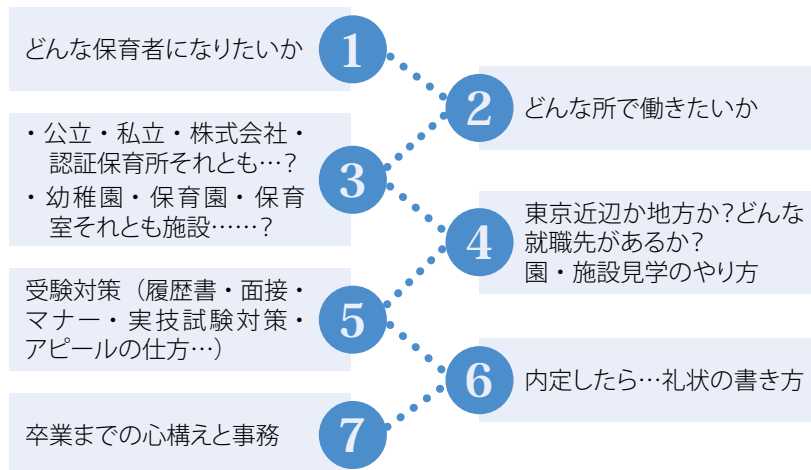 どんな保育者になりたいか
1
2
どんな所で働きたいか
・公立・私立・株式会社・
認証保育所それとも…?
・幼稚園・保育園・保育
室それとも施設……?
3
4
東京近辺か地方か?どんな
就職先があるか?
園・施設見学のやり方
受験対策（履歴書・面接・
マナー・実技試験対策・
アピールの仕方…）
5
6
内定したら…礼状の書き方
卒業までの心構えと事務
7